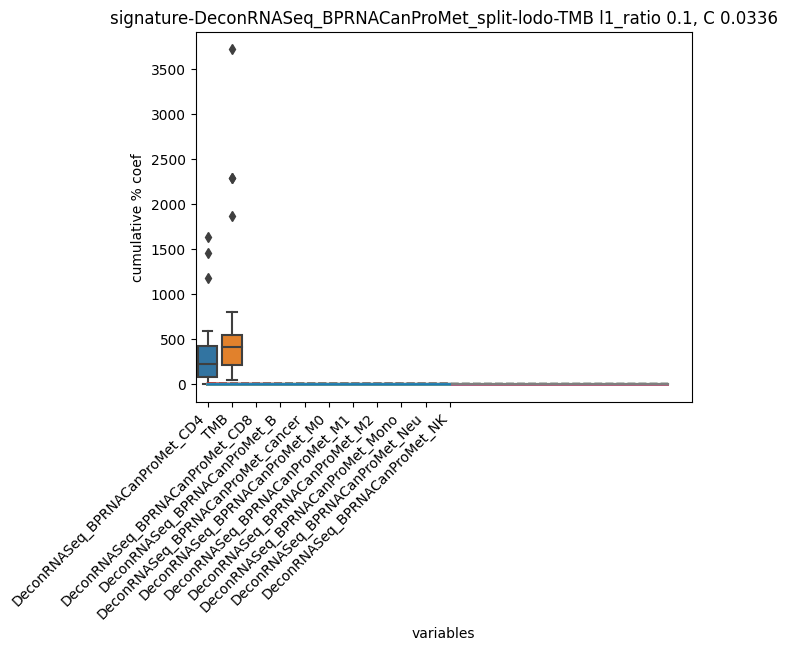 signature-DeconRNASeq_BPRNACanProMet_split-lodo-TMB l1_ratio 0.1, C 0.0336
3500
3000
2500
2000
1500
1000
500
0
cumulative % coef
DeconRNASeq_BPRNACanProMet_CD4
TMB
DeconRNASeq_BPRNACanProMet_CD8
DeconRNASeq_BPRNACanProMet_B
DeconRNASeq_BPRNACanProMet_cancer
DeconRNASeq_BPRNACanProMet_M0
DeconRNASeq_BPRNACanProMet_M1
DeconRNASeq_BPRNACanProMet_M2
DeconRNASeq_BPRNACanProMet_Mono
DeconRNASeq_BPRNACanProMet_Neu
DeconRNASeq_BPRNACanProMet_NK
variables